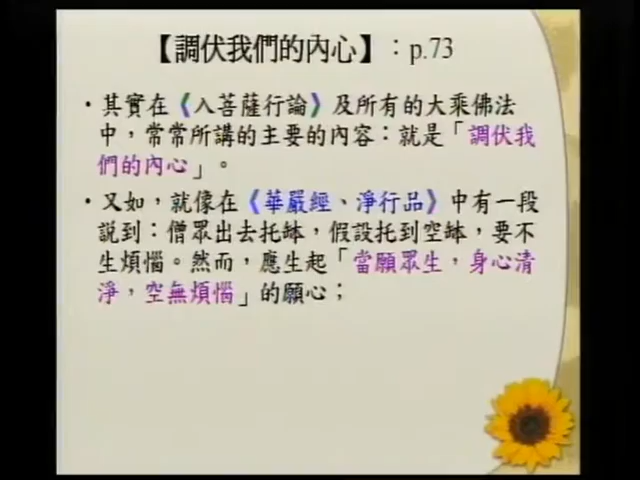 【調伏我們的內心】：p.73
•其實在《入菩薩行論》及所有的大乘佛法
中，常常所講的主要的內容：就是「調伏我
們的內心」。
•又如，就像在《華嚴經、淨行品》中有一段
說到：僧眾出去托缽，假設托到空缽，要不
生煩惱。然而，應生起「當願眾生，身心清
淨，空無煩惱」的願心；